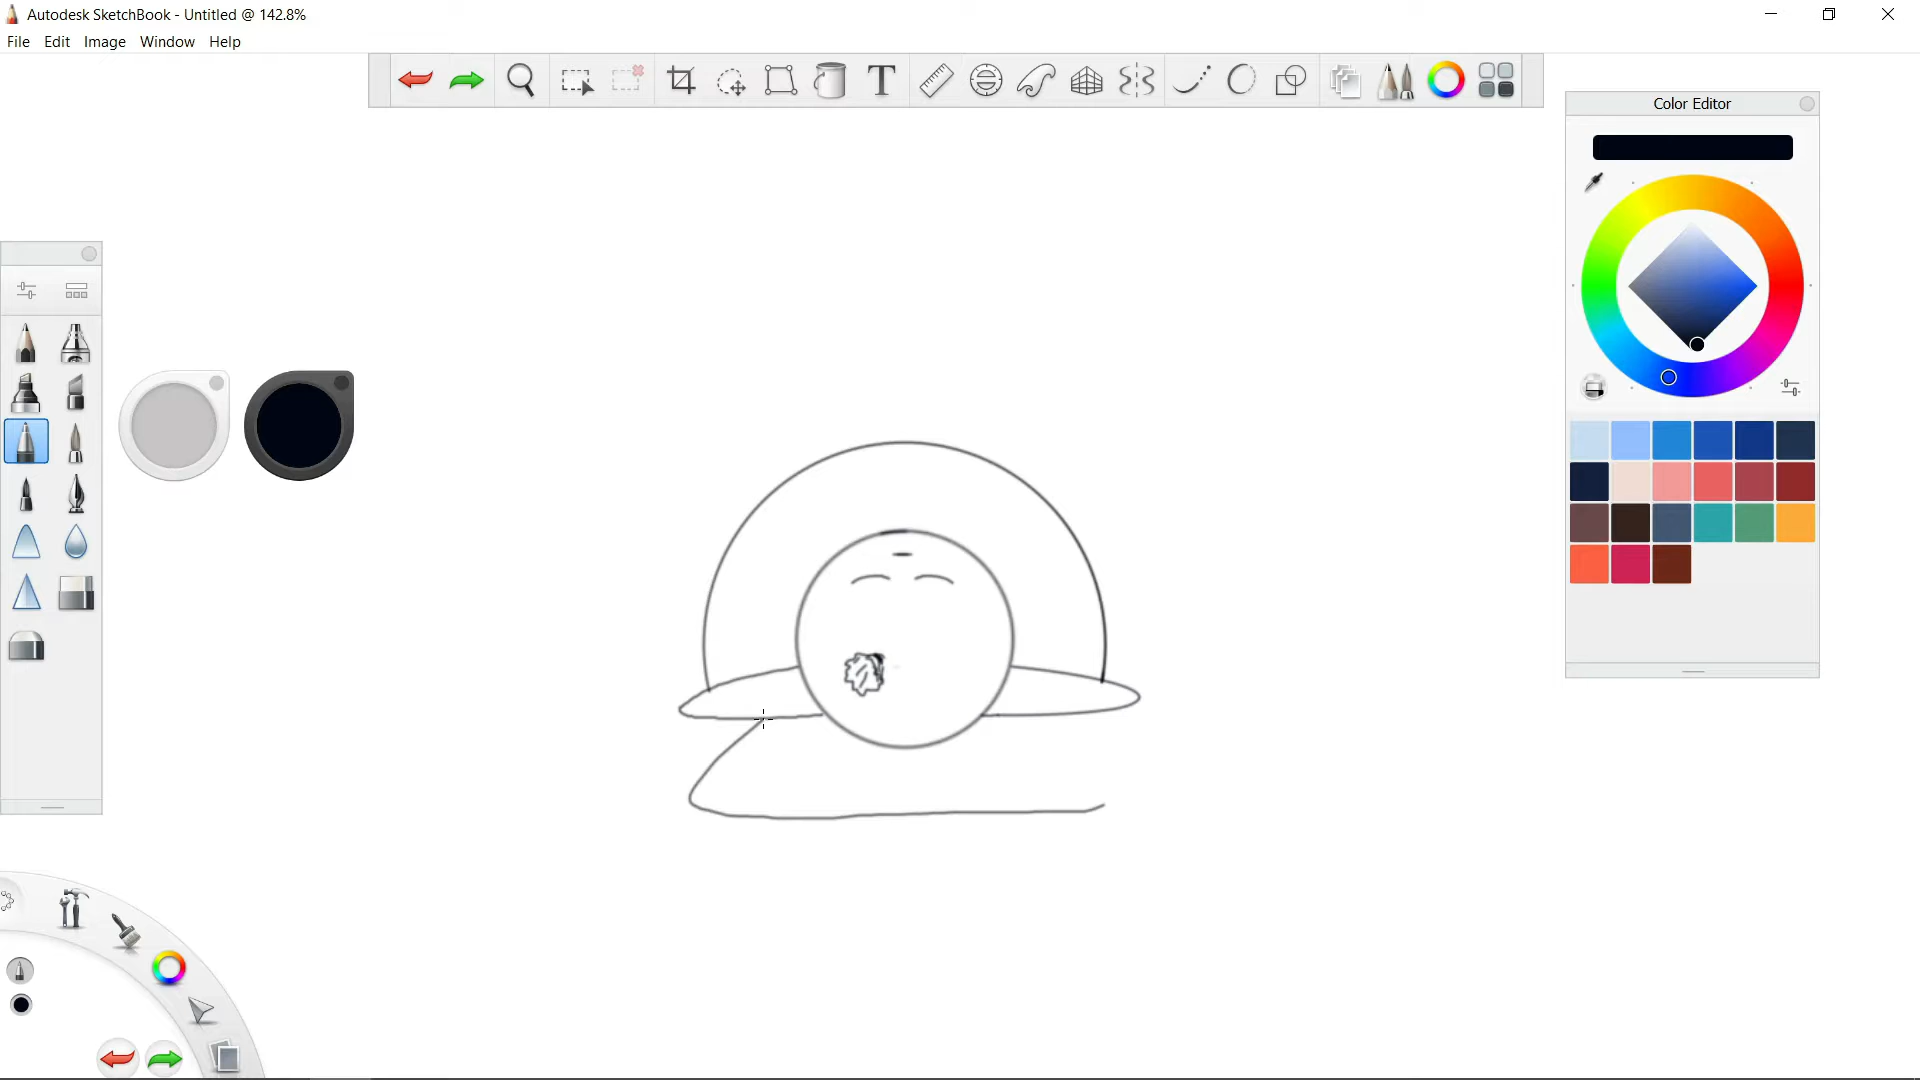 Autodesk SketchBook - Untitled @ 142.8%
File Edit Image Window Help
Color Editor